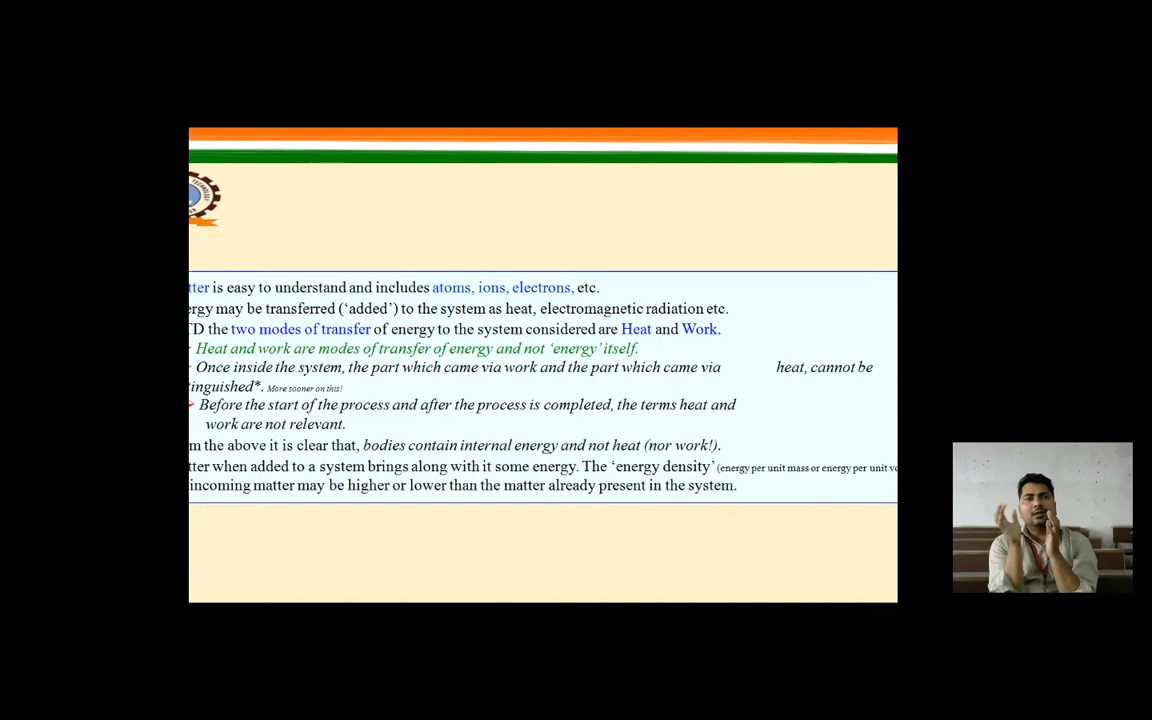 TECHNOLOGY
tter is easy to understand and includes atoms, ions, electrons, etc.
ergy may be transferred (‘added’) to the system as heat, electromagnetic radiation etc.
TD the two modes of transfer of energy to the system considered are Heat and Work.
Heat and work are modes of transfer of energy and not ‘energy’ itself.
Once inside the system, the part which came via work and the part which came via heat, cannot be
tinguished*. More sooner on this!
Before the start of the process and after the process is completed, the terms heat and
work are not relevant.
m the above it is clear that, bodies contain internal energy and not heat (nor work!).
tter when added to a system brings along with it some energy. The ‘energy density’ (energy per unit mass or energy per unit vo
incoming matter may be higher or lower than the matter already present in the system.